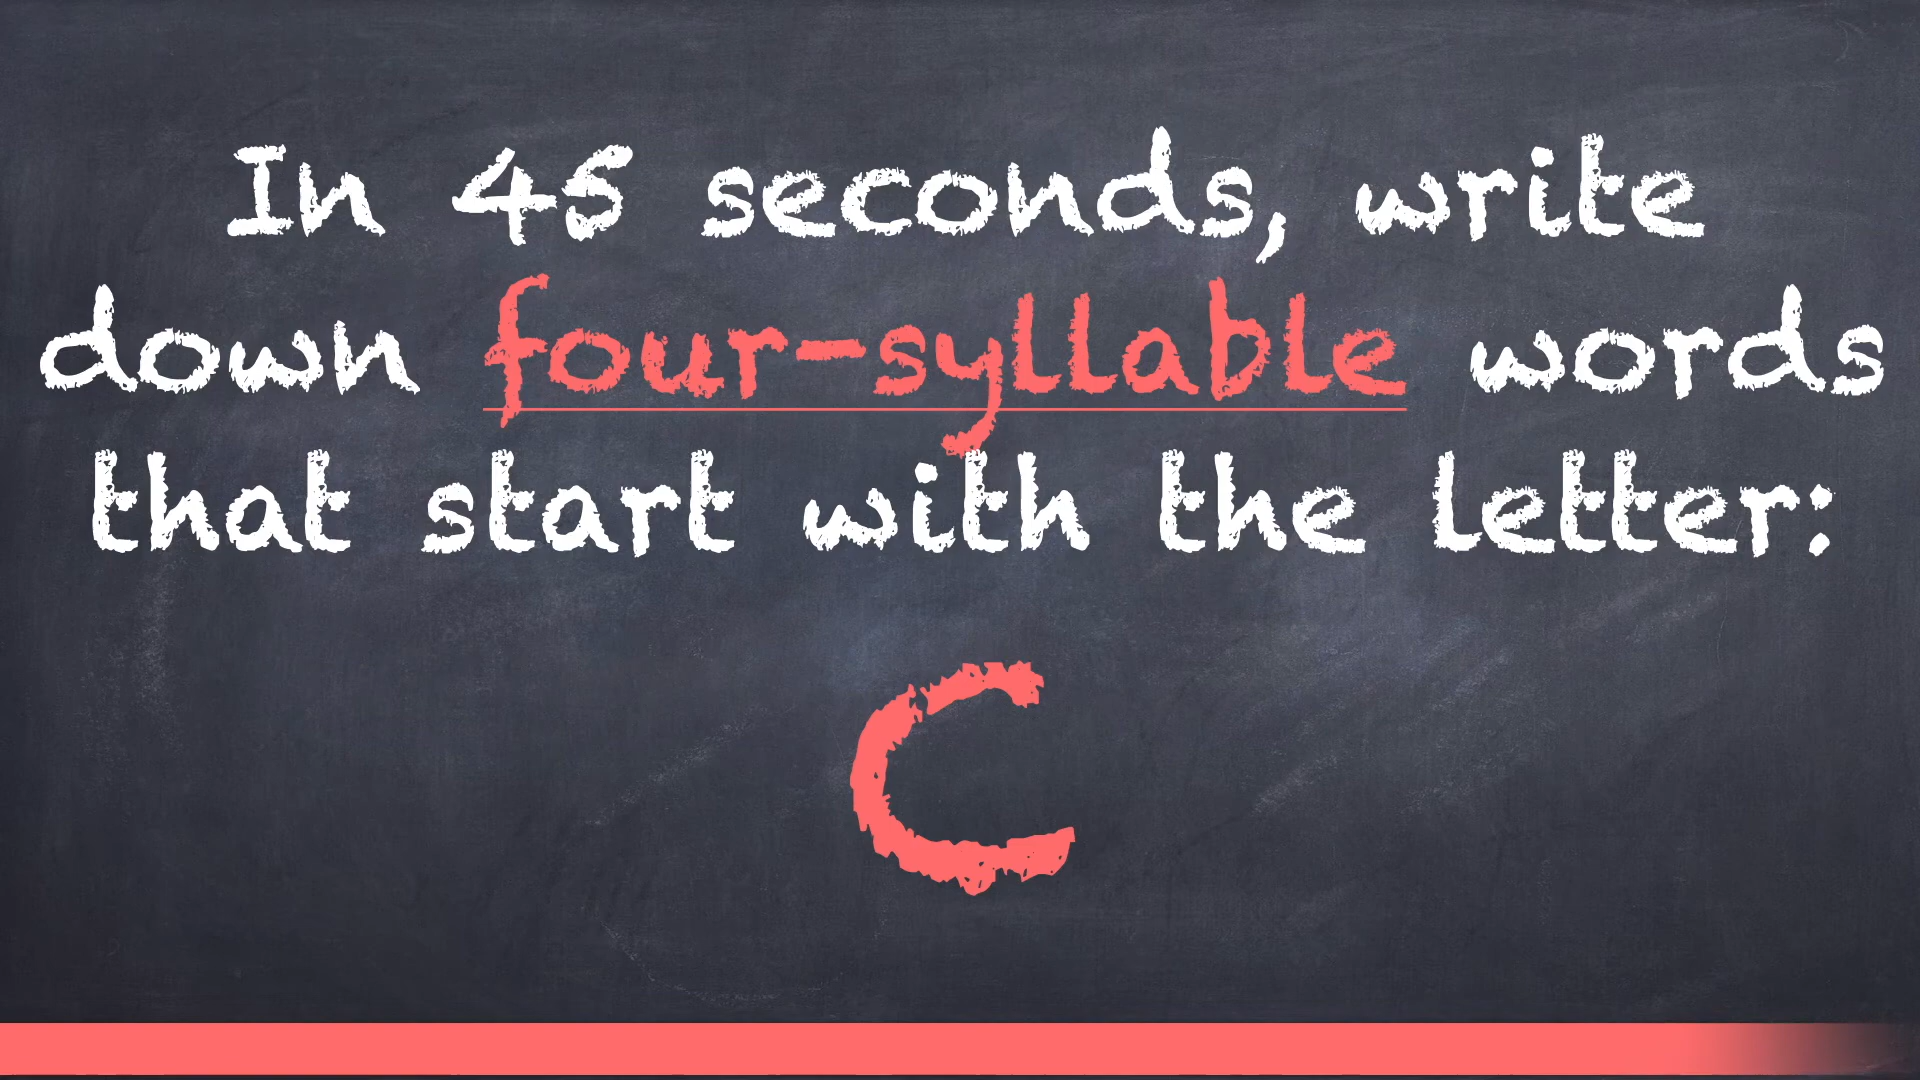 In 45 seconds, write
down four-syllable words
that start with the letter:
C